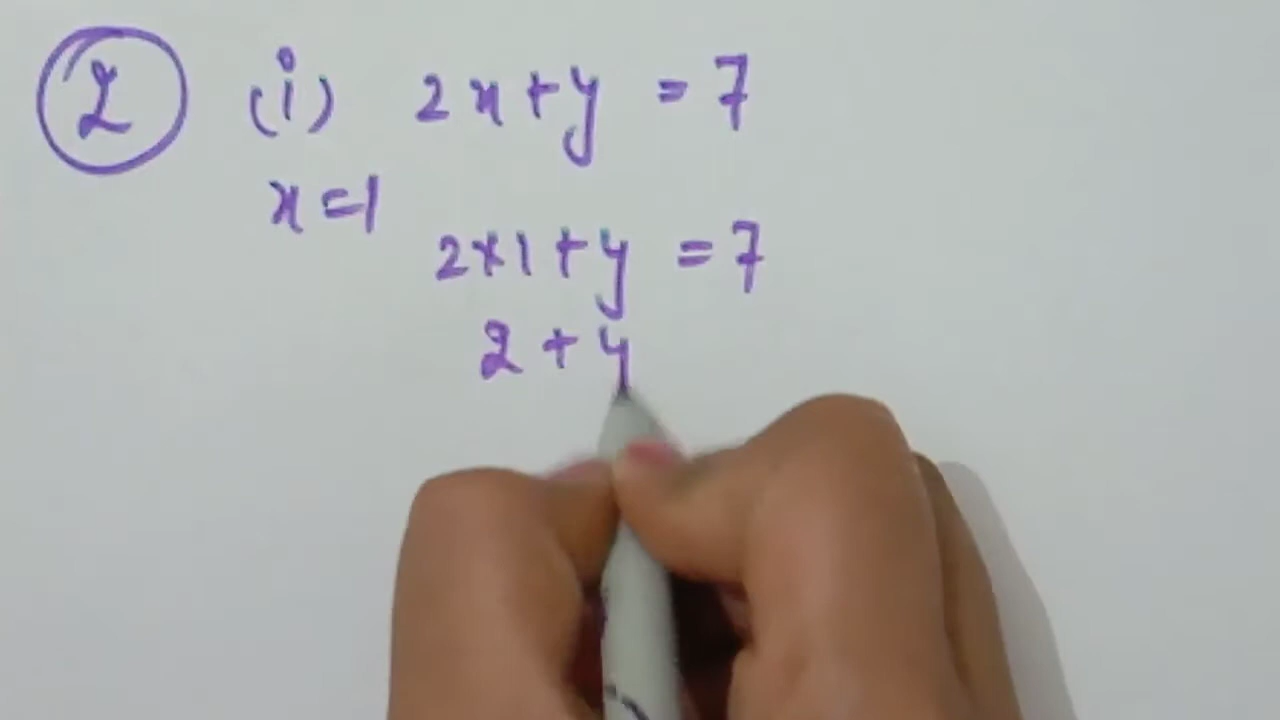 2 (i) 2x+y = 7
x=1
2×1+y = 7
2+y